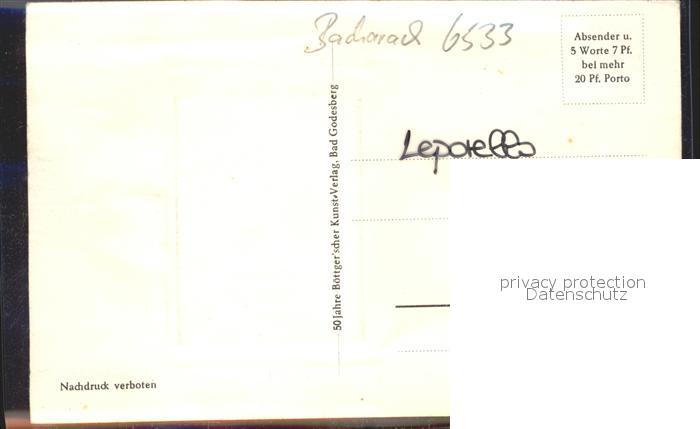 Bacharach 6533
Absender u.
5 Worte 7 Pf.
bei mehr
20 Pf. Porto
50 Jahre Böttger'scher Kunst-Verlag, Bad Godesberg
Leporello
privacy protection
Datenschutz
Nachdruck verboten